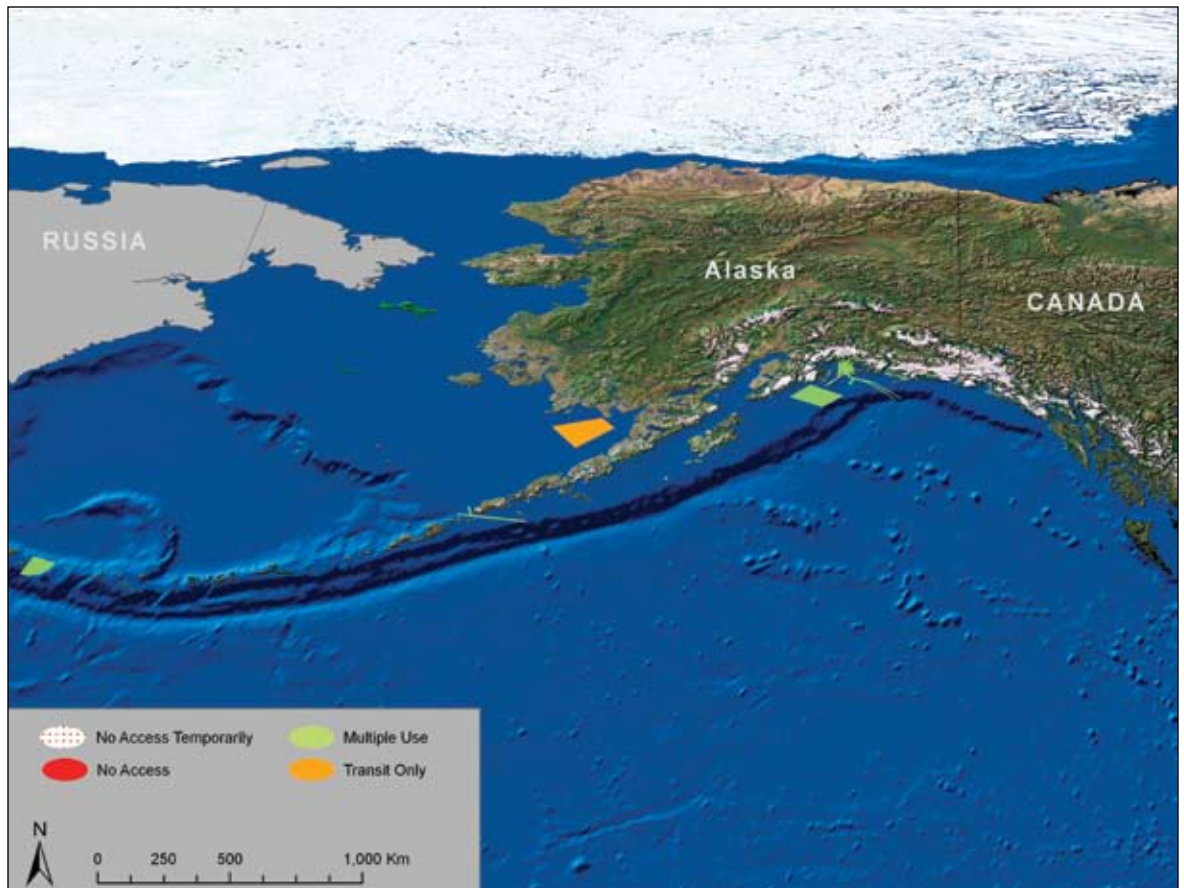 RUSSIA
Alaska
CANADA
No Access Temporarily
Multiple Use
No Access
Transit Only
N
0 250 500 1,000 Km